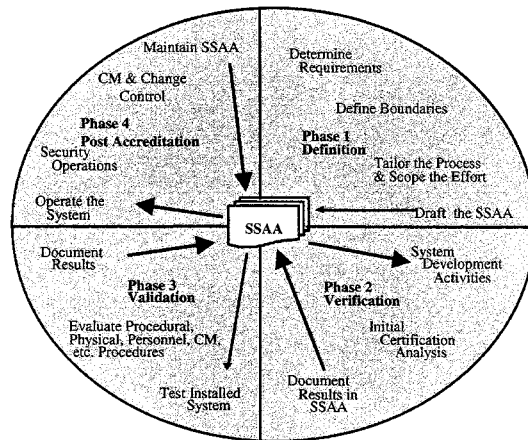 Maintain SSAA
CM & Change
Control
Phase 4
Post Accreditation
Security
Operations
Operate the
System
Determine
Requirements
Define Boundaries
Phase 1
Definition
Tailor the Process
& Scope the Effort
Draft the SSAA
SSAA
Document
Results
Phase 3
Validation
Evaluate Procedural,
Physical, Personnel, CM,
etc. Procedures
Test Installed
System
System
Development
Activities
Phase 2
Verification
Initial
Certification
Analysis
Document
Results in
SSAA